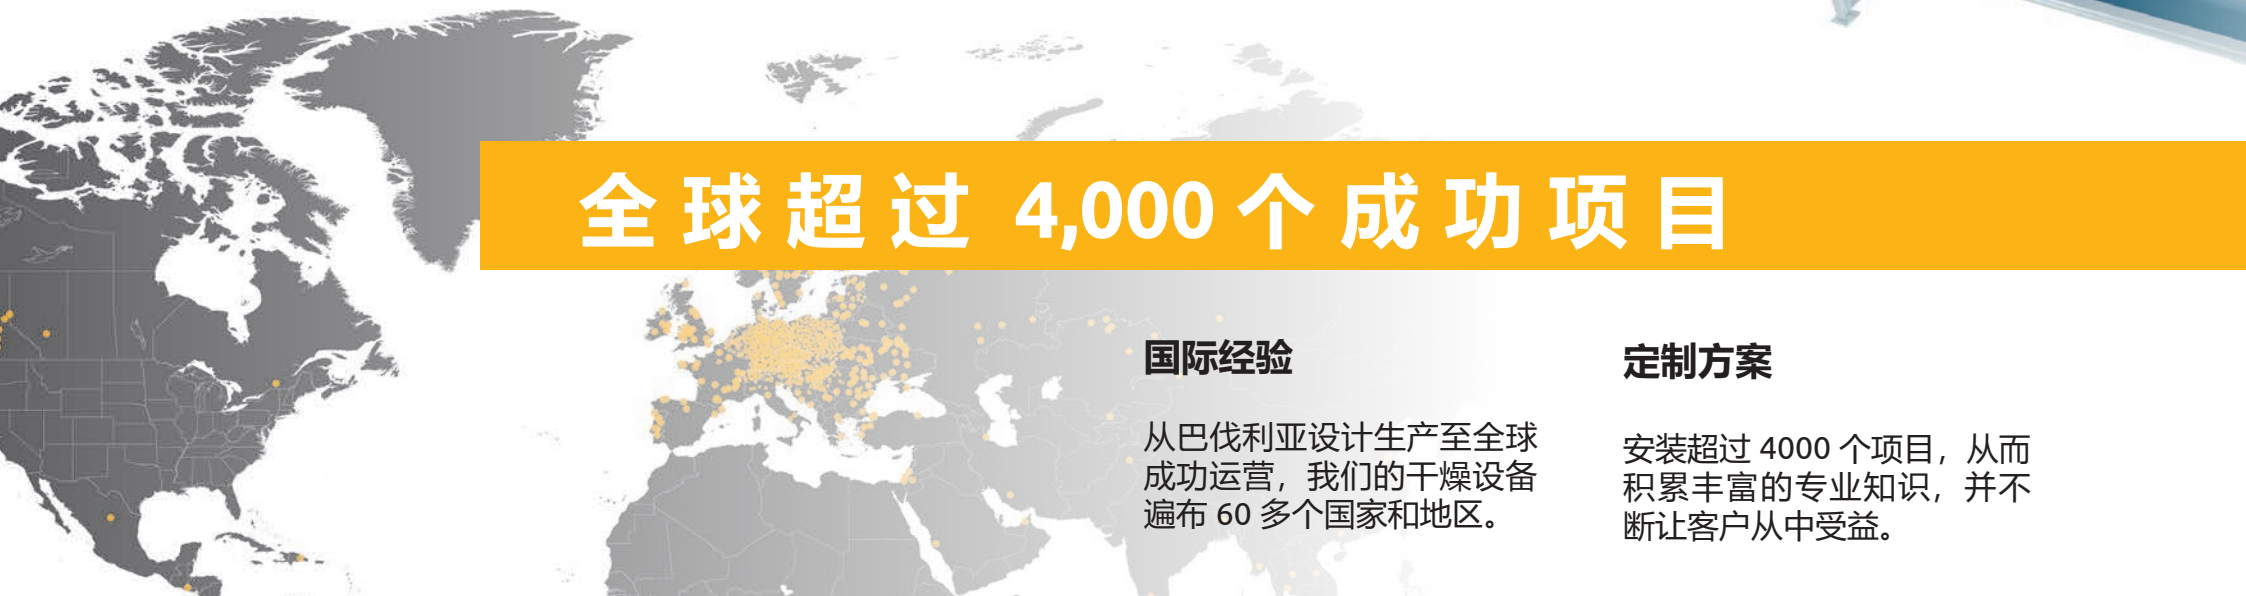 全球超过 4,000个成功项目
国际经验
从巴伐利亚设计生产至全球
成功运营，我们的干燥设备
遍布 60 多个国家和地区。
定制方案
安装超过 4000 个项目，从而
积累丰富的专业知识，并不
断让客户从中受益。